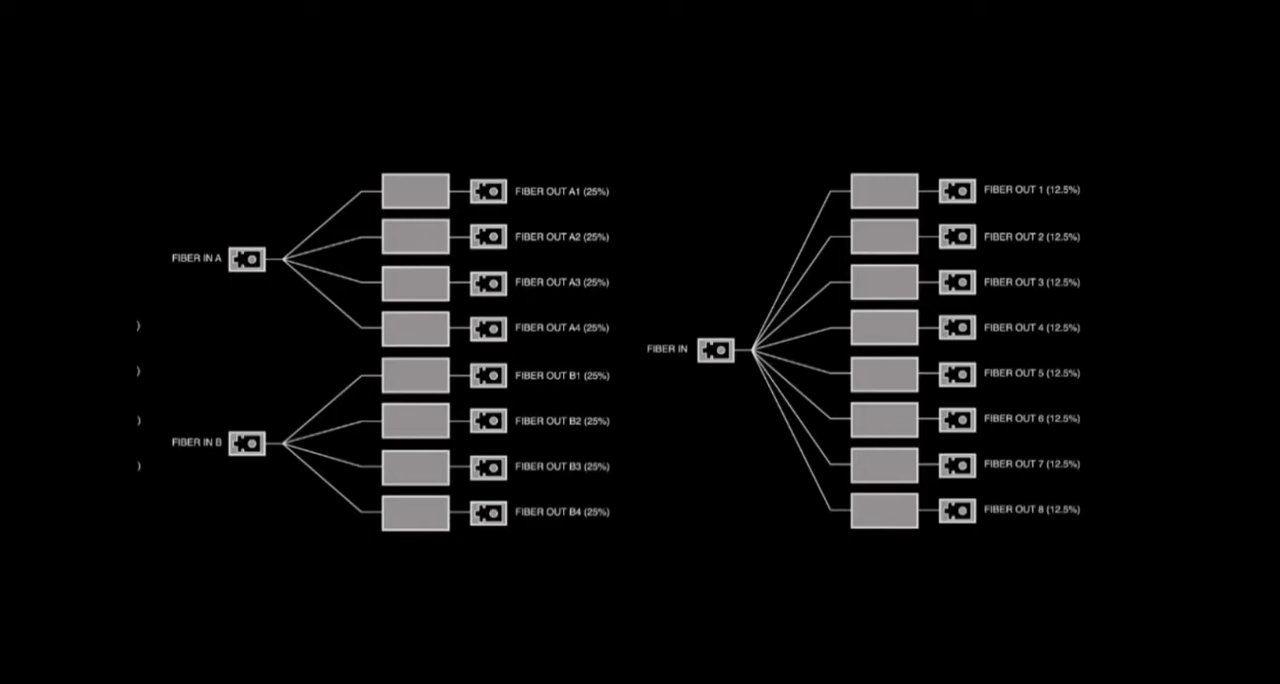 FIBER IN A
FIBER OUT A1 (25%)
FIBER OUT A2 (25%)
FIBER OUT A3 (25%)
FIBER OUT A4 (25%)
FIBER IN B
FIBER OUT B1 (25%)
FIBER OUT B2 (25%)
FIBER OUT B3 (25%)
FIBER OUT B4 (25%)
)
)
)
)
FIBER IN
FIBER OUT 1 (12.5%)
FIBER OUT 2 (12.5%)
FIBER OUT 3 (12.5%)
FIBER OUT 4 (12.5%)
FIBER OUT 5 (12.5%)
FIBER OUT 6 (12.5%)
FIBER OUT 7 (12.5%)
FIBER OUT 8 (12.5%)